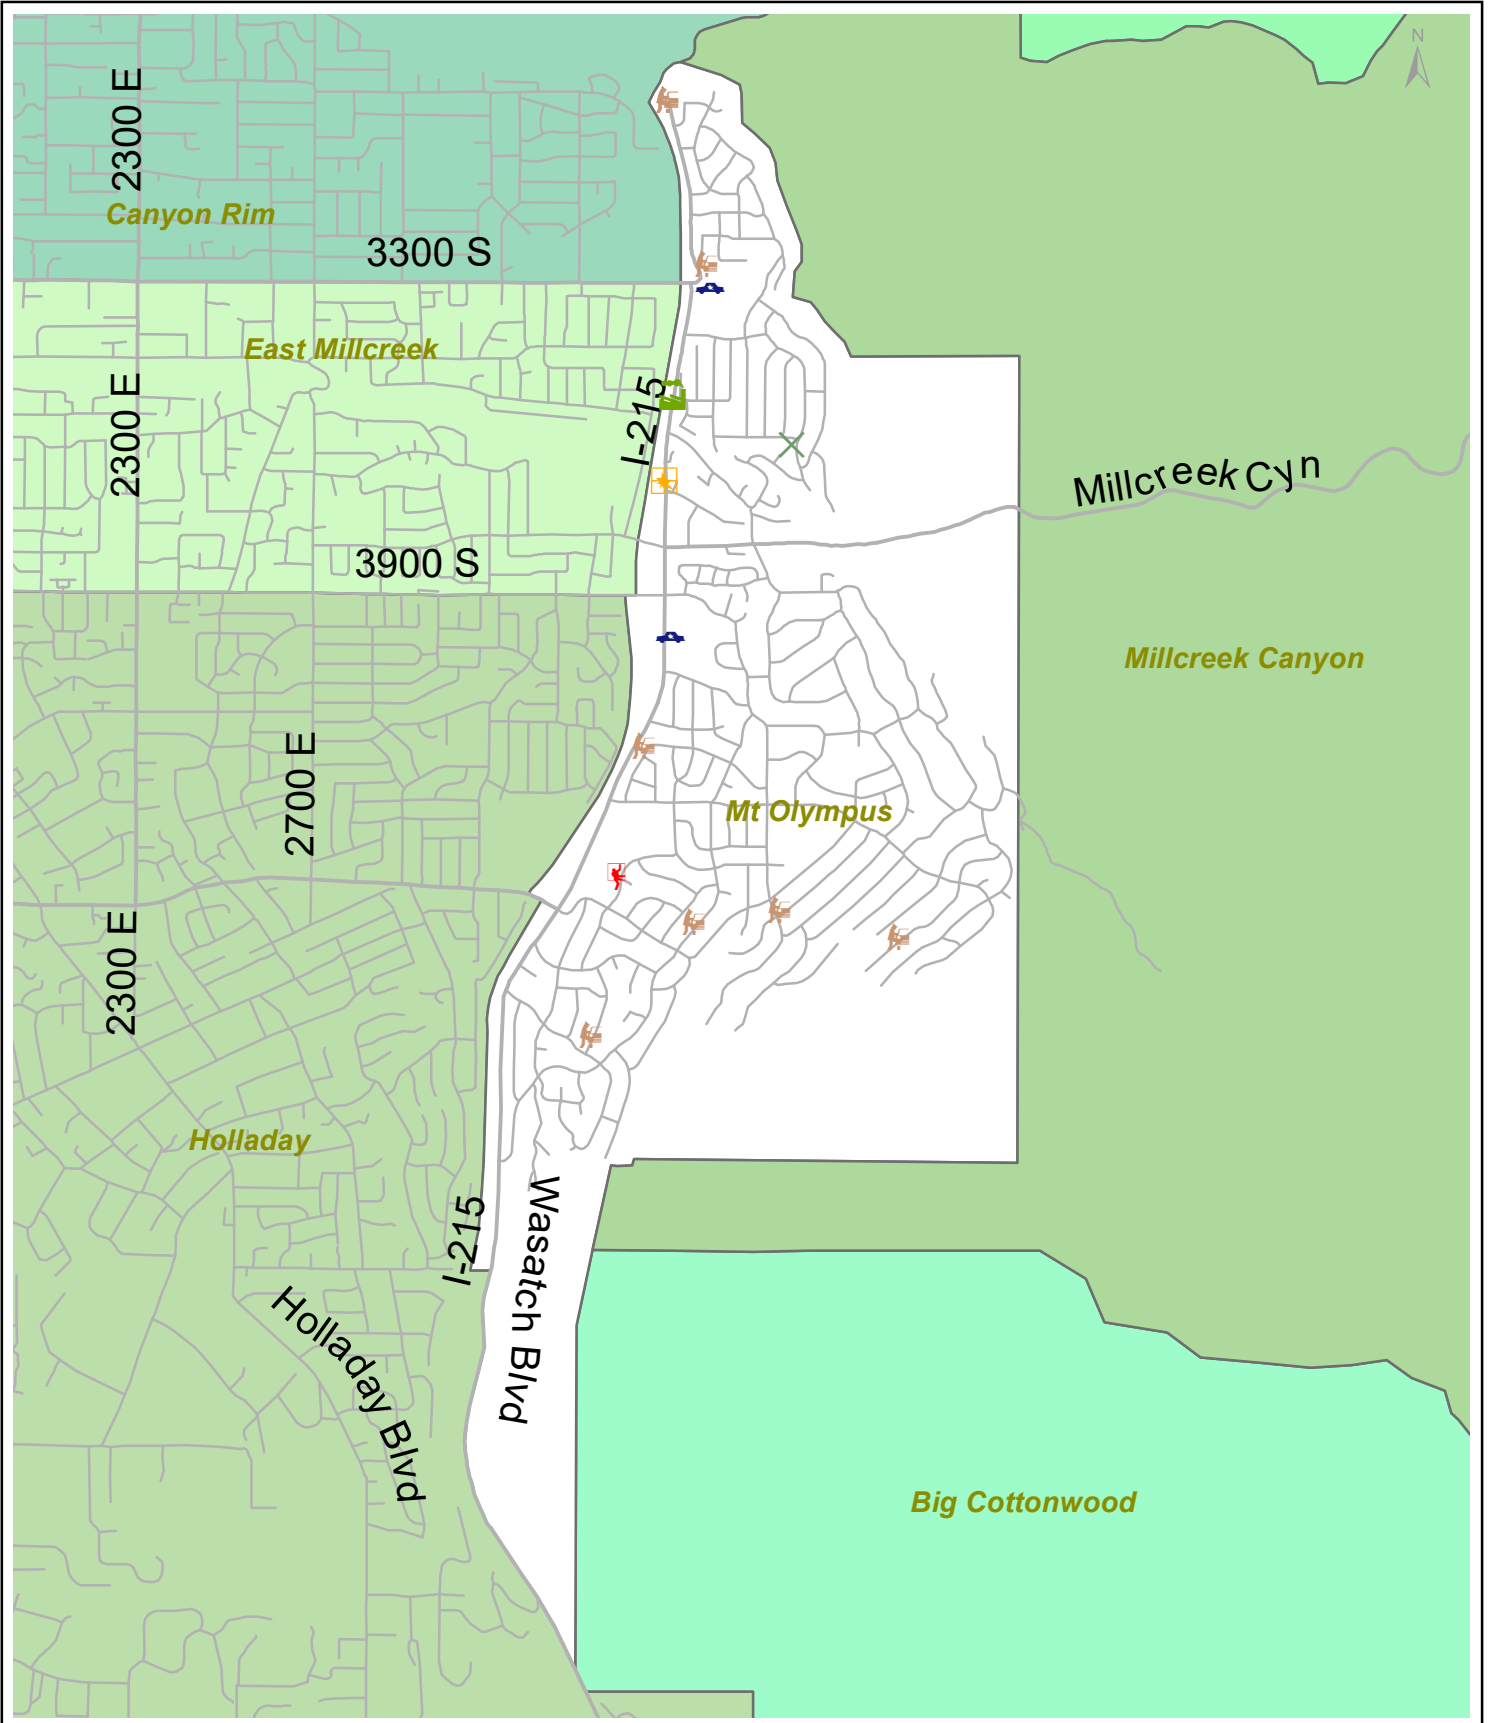 N
2300 E
Canyon Rim
3300 S
East Millcreek
2300 E
I-215
Millcreek Cyn
3900 S
Millcreek Canyon
2700 E
Mt Olympus
2300 E
Holladay
I-215
Wasatch Blvd
Holladay Blvd
Big Cottonwood